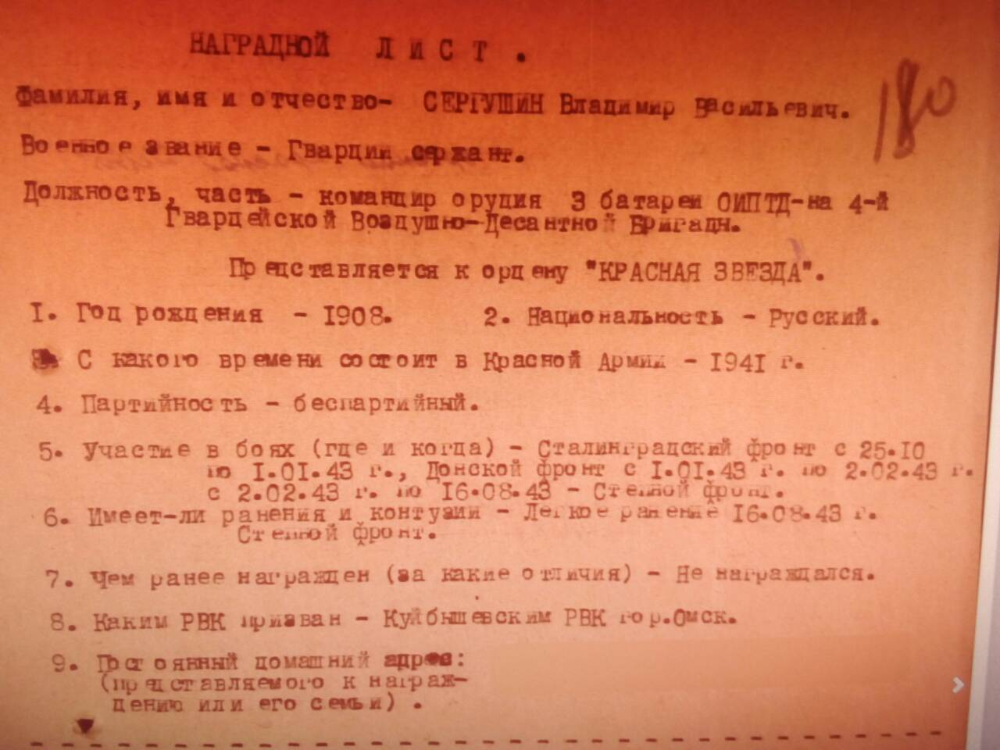 НАГРАДНОЙ ЛИСТ.
180
Фамилия, имя и отчество- СЕРГУШИН Владимир Васильевич.
Военное звание - Гвардии сержант.
Должность, часть - командир орудия 3 батареи ОИПТД-на 4-й
Гвардейской Воздушно-Десантной Бригады.
Представляется к ордену "КРАСНАЯ ЗВЕЗДА".
1. Год рождения - 1908. 2. Национальность - Русский.
С какого времени состоит в Красной Армии - 1941 г.
4. Партийность - беспартийный.
5. Участие в боях (где и когда) - Сталинградский фронт с 25.10
по 1.01.43 г., Донской фронт с 1.01.43 г. по 2.02.43 г.
с 2.02.43 г. по 16.08.43 - Степной фронт.
6. Имеет-ли ранения и контузии - Легкое ранение 16.08.43 г.
Степной фронт.
7. Чем ранее награжден (за какие отличия) - Не награждался.
8. Каким РВК призван - Куйбышевским РВК гор.Омск.
9. Постоянный домашний адрес:
(представляемого к награж-
дению или его семьи).